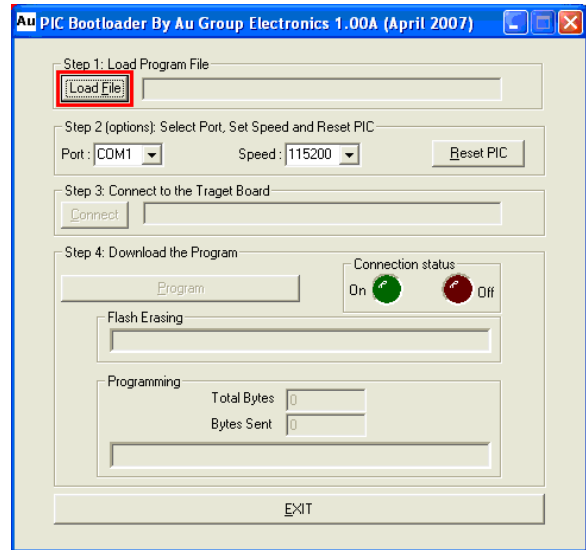 Au PIC Bootloader By Au Group Electronics 1.00A (April 2007)
Step 1: Load Program File
Load File
Step 2 (options): Select Port, Set Speed and Reset PIC
Port : COM1 Speed : 115200 Reset PIC
Step 3: Connect to the Traget Board
Connect
Step 4: Download the Program
Connection status
Program On Off
Flash Erasing
Programming
Total Bytes 0
Bytes Sent 0
EXIT